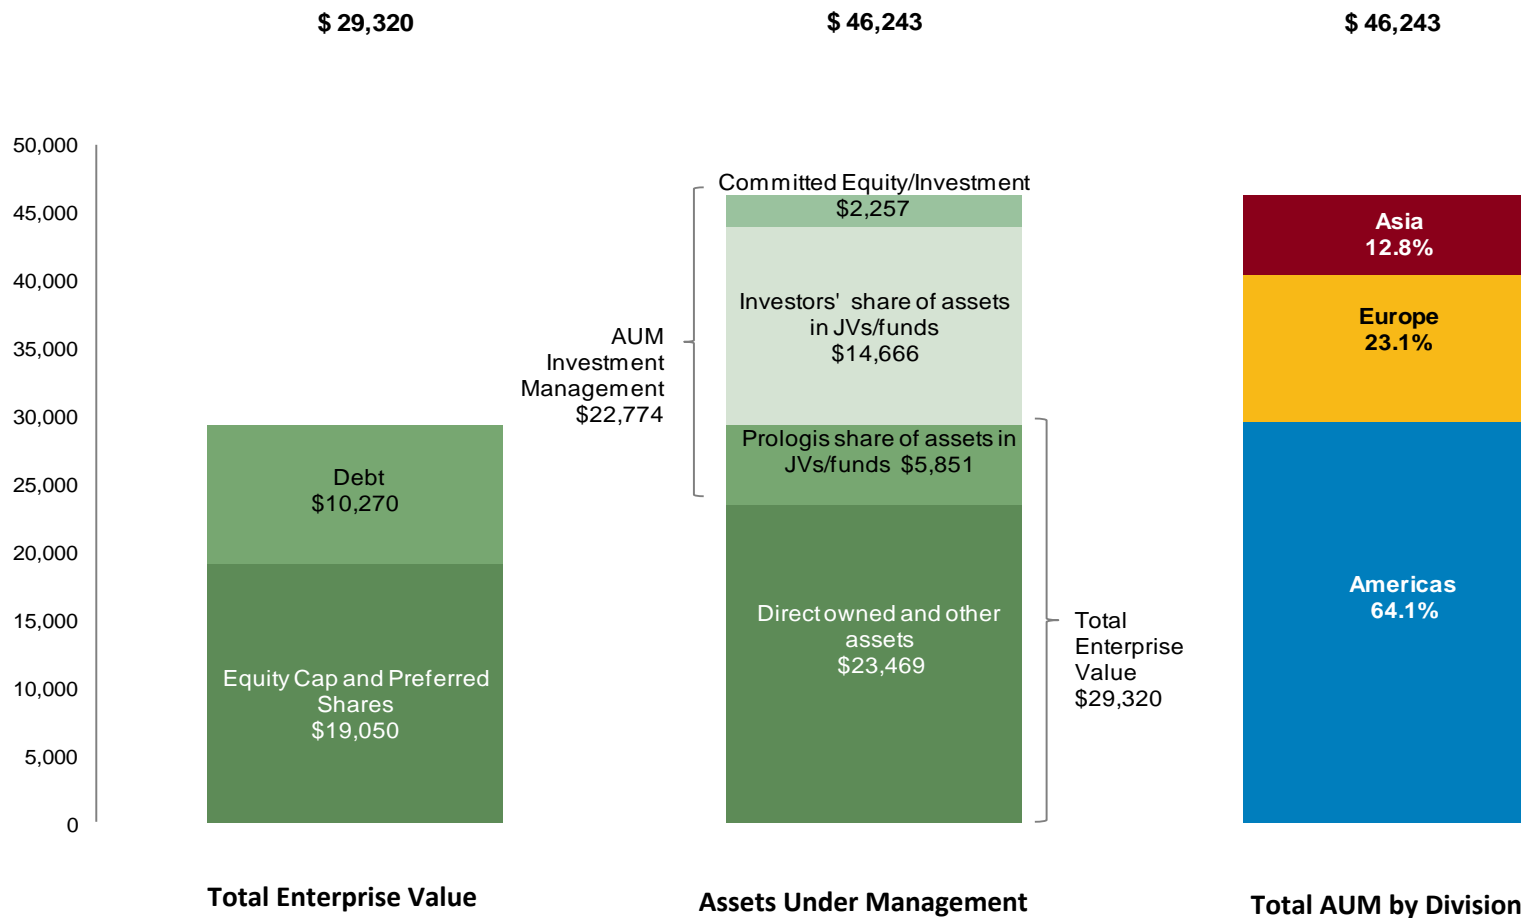 $ 29,320
$ 46,243
$ 46,243
50,000
45,000
40,000
35,000
30,000
25,000
20,000
15,000
10,000
5,000
0
Debt
$10,270
Equity Cap and Preferred
Shares
$19,050
AUM
Investment
Management
$22,774
Committed Equity/Investment
$2,257
Investors' share of assets
in JVs/funds
$14,666
Prologis share of assets in
JVs/funds $5,851
Direct owned and other
assets
$23,469
Total
Enterprise
Value
$29,320
Asia
12.8%
Europe
23.1%
Americas
64.1%
Total Enterprise Value
Assets Under Management
Total AUM by Division